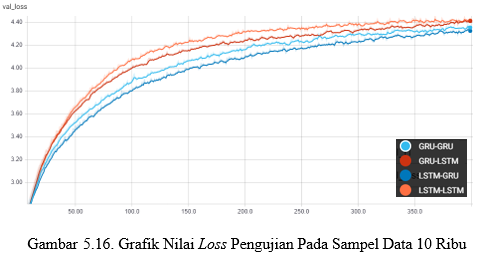 val_loss
4.40
4.20
4.00
3.80
3.60
3.40
3.20
3.00
50.00 100.0 150.0 200.0 250.0 300.0 350.0
GRU-GRU
GRU-LSTM
LSTM-GRU
LSTM-LSTM
Gambar 5.16. Grafik Nilai Loss Pengujian Pada Sampel Data 10 Ribu